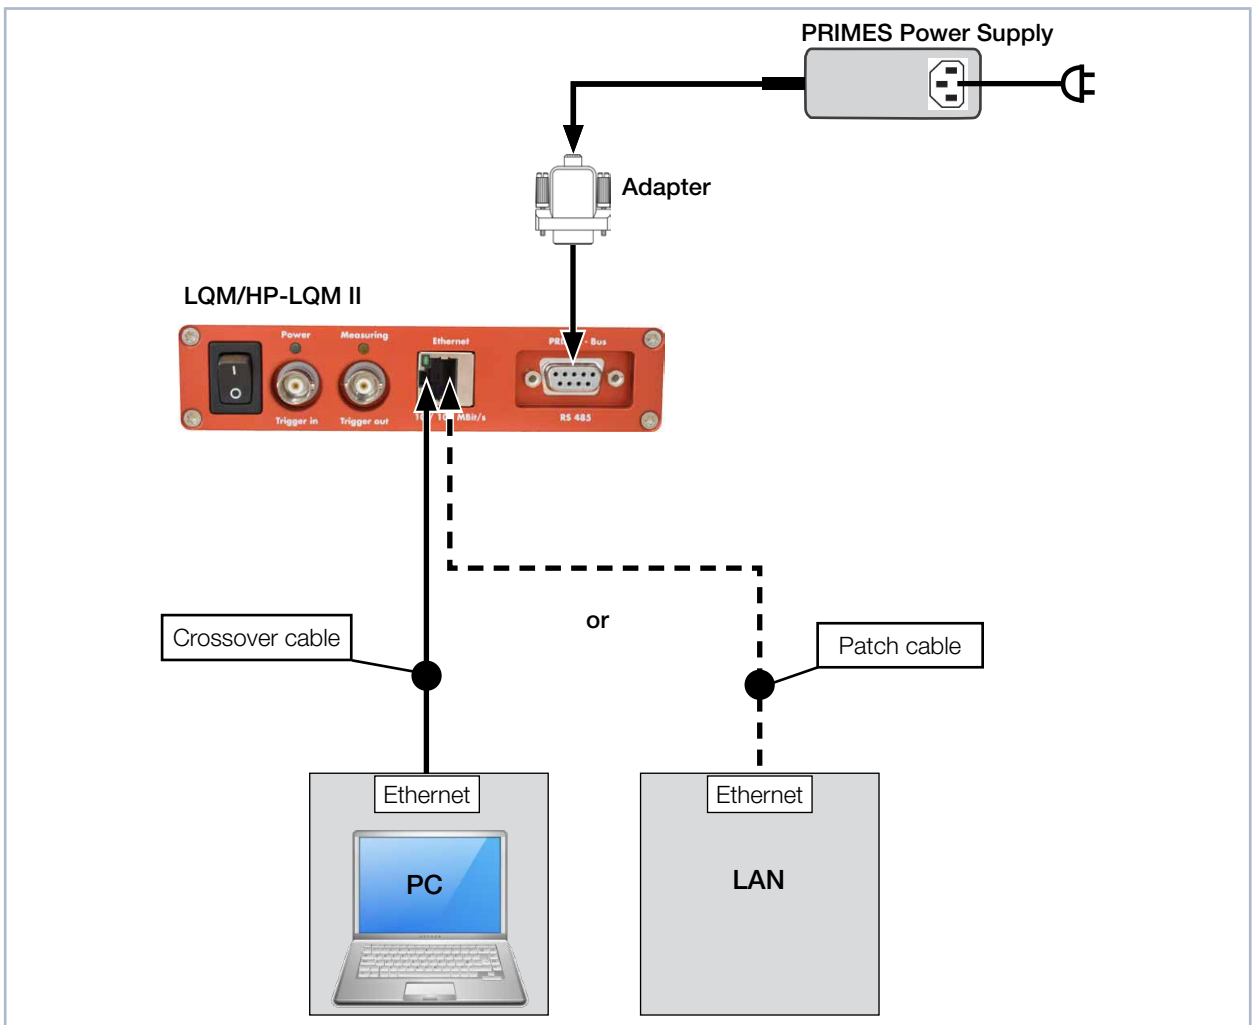 PRIMES Power Supply
Adapter
LQM/HP-LQM II
Power
Measuring
Ethernet
Bus
I
O
Trigger in
Trigger out
MBit/s
RS 485
or
Crossover cable
Patch cable
Ethernet
Ethernet
PC
LAN